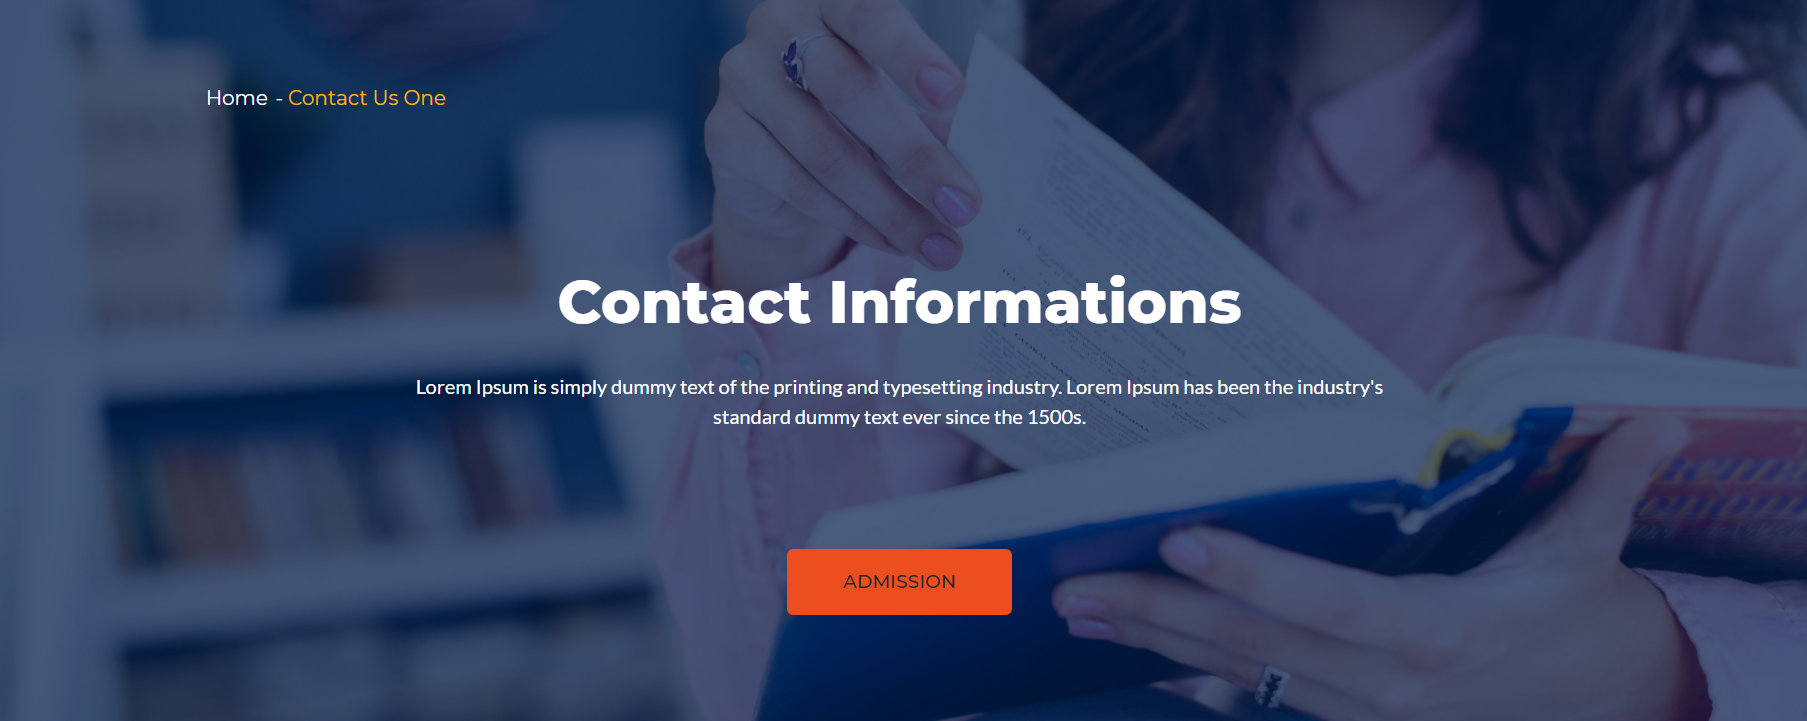 Home - Contact Us One
Contact Informations
Lorem Ipsum is simply dummy text of the printing and typesetting industry. Lorem Ipsum has been the industry's
standard dummy text ever since the 1500s.
ADMISSION